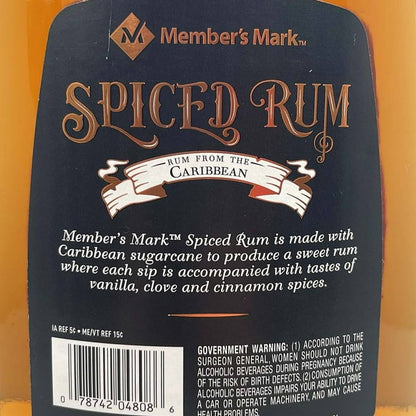 Member's Mark™
SPICED RUM
RUM FROM THE
CARIBBEAN
Member's Mark™ Spiced Rum is made with
Caribbean sugarcane to produce a sweet rum
where each sip is accompanied with tastes of
vanilla, clove and cinnamon spices.
IA REF 5¢ • ME/VT REF 15¢
GOVERNMENT WARNING: (1) ACCORDING TO THE
SURGEON GENERAL, WOMEN SHOULD NOT DRINK
ALCOHOLIC BEVERAGES DURING PREGNANCY BECAUSE
OF THE RISK OF BIRTH DEFECTS. (2) CONSUMPTION OF
ALCOHOLIC BEVERAGES IMPAIRS YOUR ABILITY TO DRIVE
A CAR OR OPERATE MACHINERY, AND MAY CAUSE
HEALTH PROBLEMS.
0 78742 04808 6